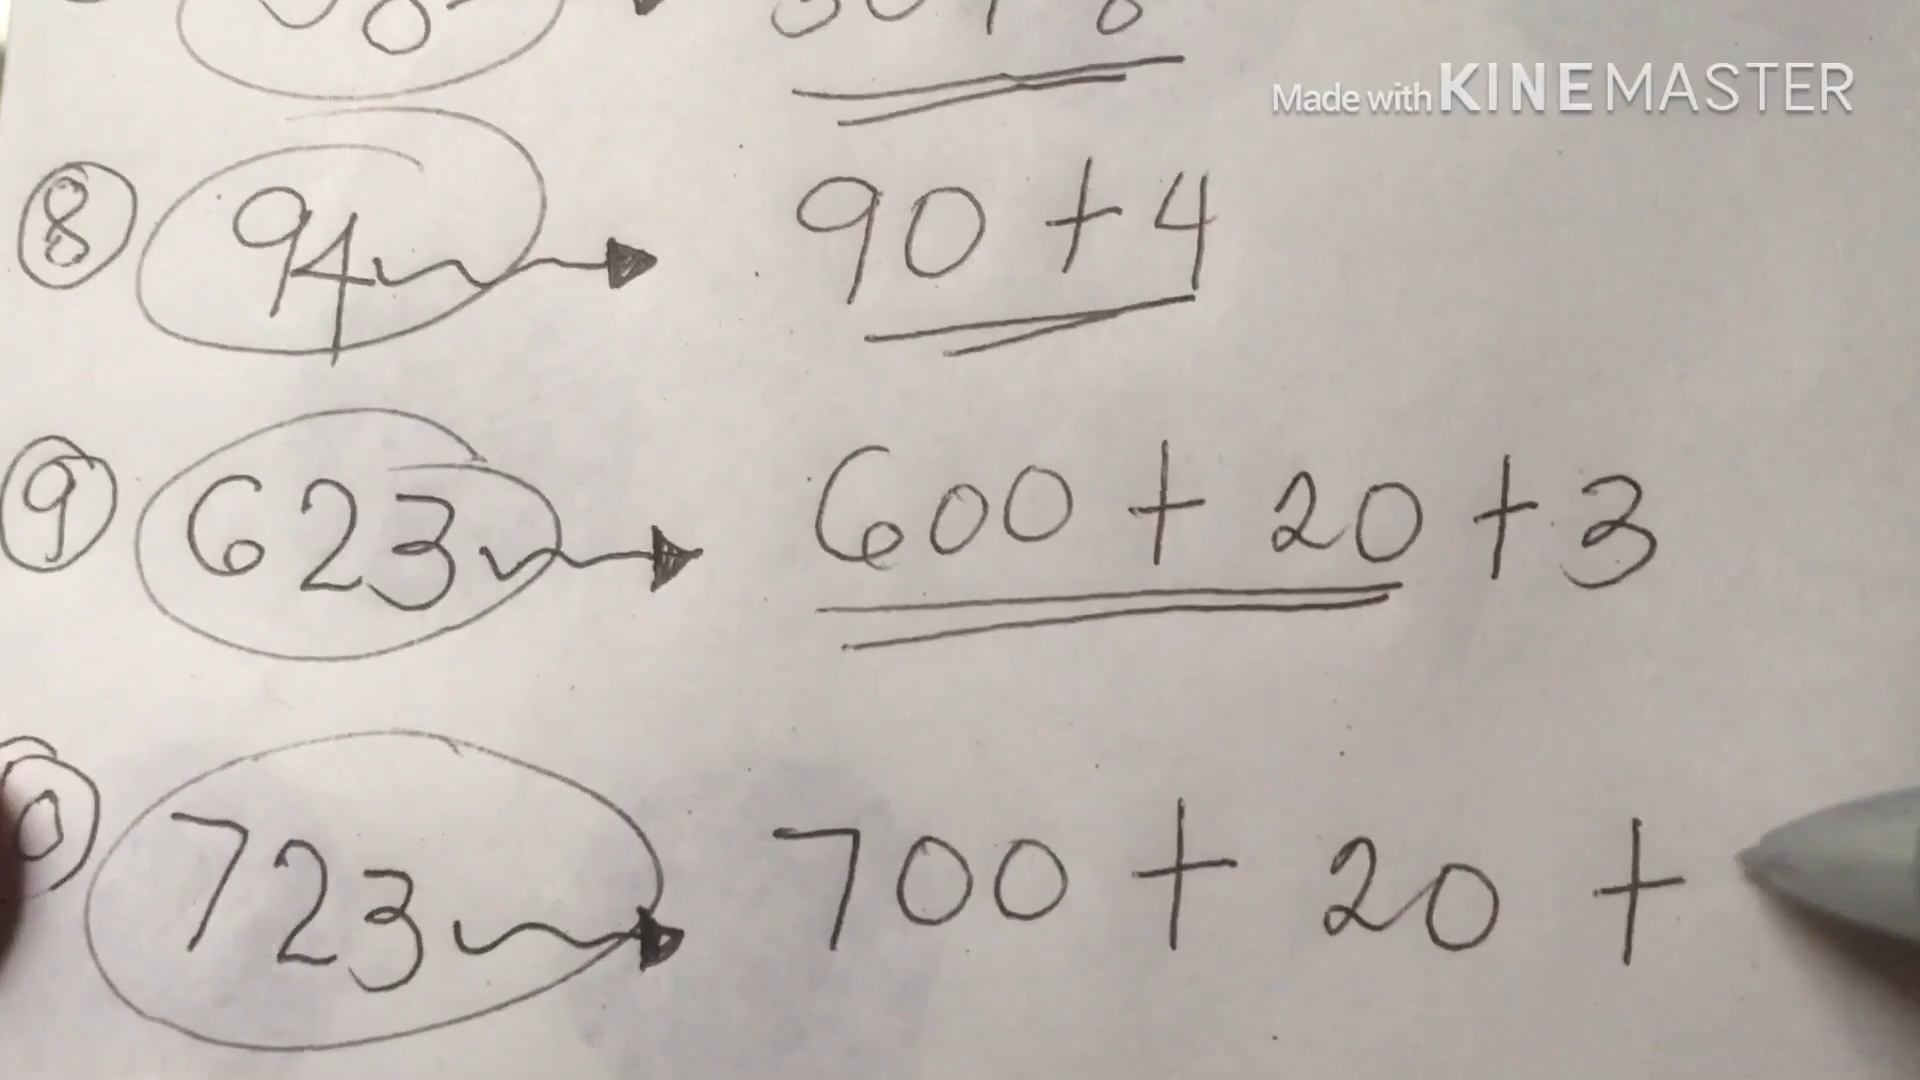 Made with KINEMASTER
⑧ 94 → 90 + 4
⑨ 623 → 600 + 20 + 3
723 → 700 + 20 +